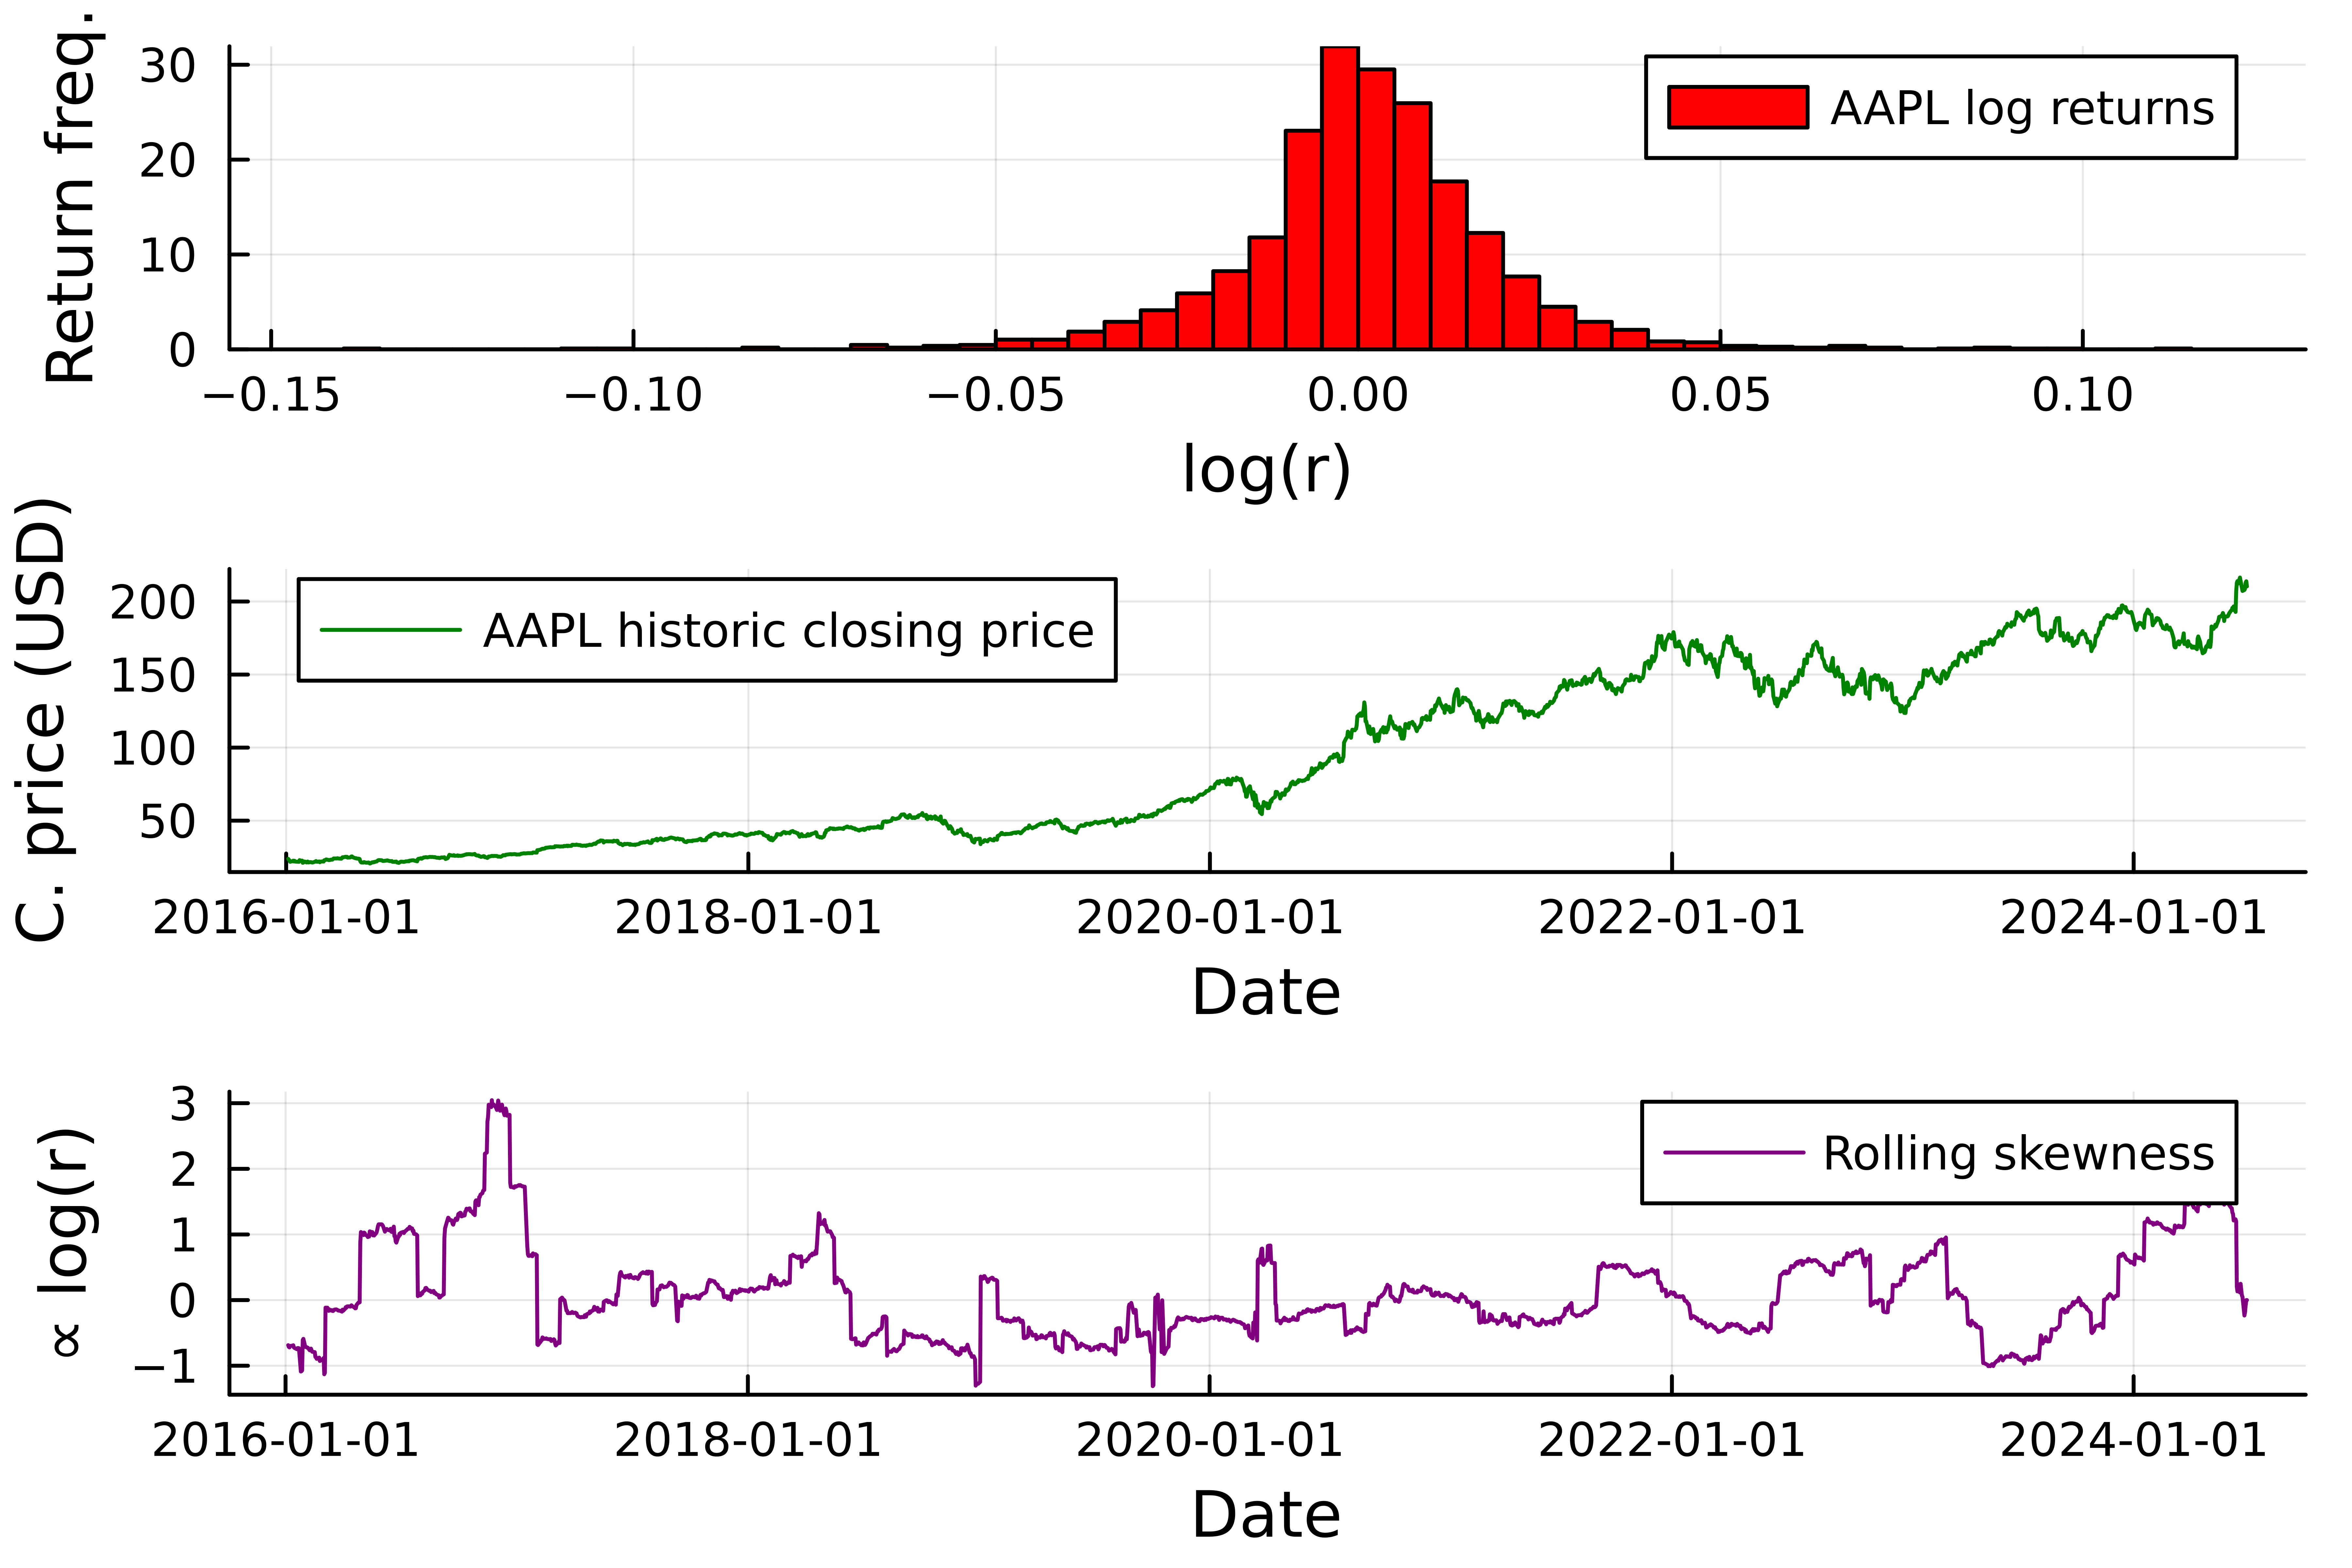 Return freq.
30
20
10
0
AAPL log returns
−0.15 −0.10 −0.05 0.00 0.05 0.10
log(r)
C. price (USD)
200
150
100
50
AAPL historic closing price
2016-01-01 2018-01-01 2020-01-01 2022-01-01 2024-01-01
Date
∝ log(r)
3
2
1
0
−1
Rolling skewness
2016-01-01 2018-01-01 2020-01-01 2022-01-01 2024-01-01
Date